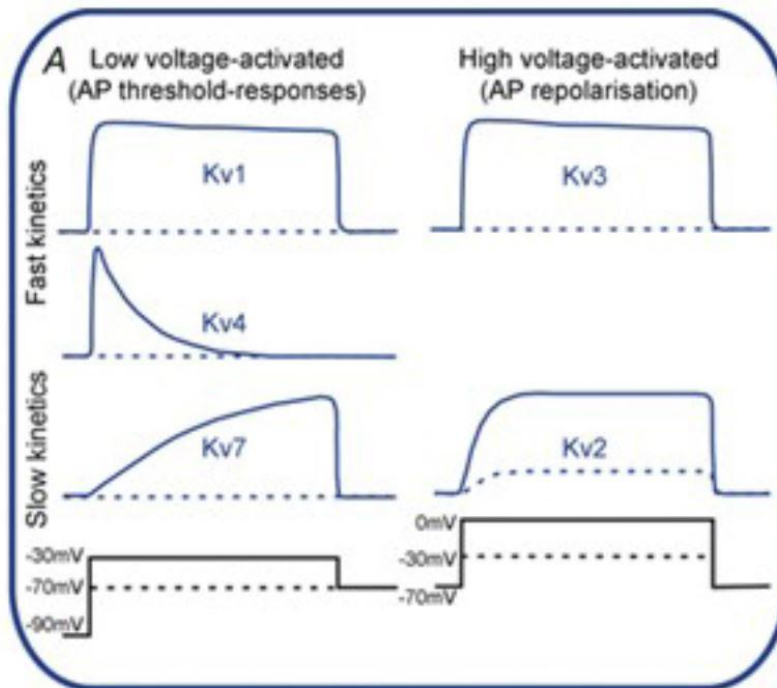 A Low voltage-activated
(AP threshold-responses)
High voltage-activated
(AP repolarisation)
Fast kinetics
Kv1
Kv3
Kv4
Slow kinetics
Kv7
Kv2
-30mV
-70mV
-90mV
0mV
-30mV
-70mV